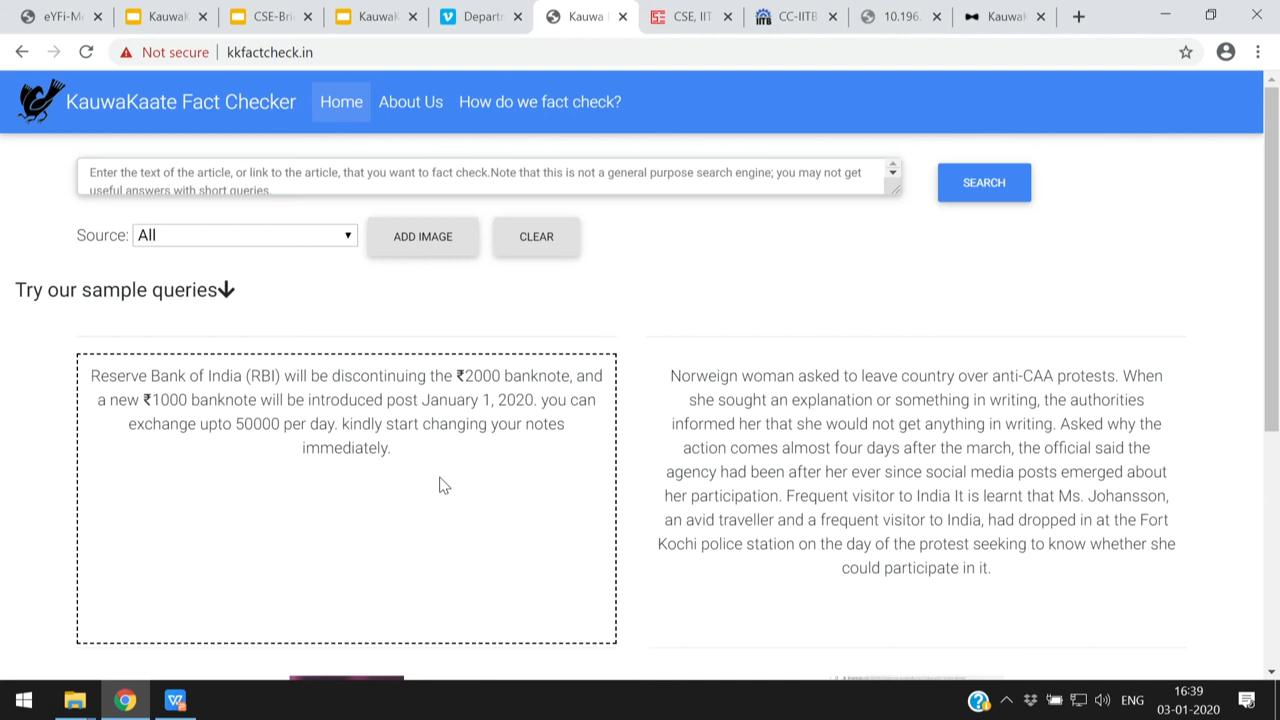 eYFi-M
Kauwak
CSE-Bri
Kauwa
Depart
Kauwa
CSE, IIT
CC-IITB
10.196.
Kauwak
Not secure
kkfactcheck.in
KauwaKaate Fact Checker
Home
About Us
How do we fact check?
Enter the text of the article, or link to the article, that you want to fact check.Note that this is not a general purpose search engine; you may not get
useful answers with short queries.
SEARCH
Source:
All
ADD IMAGE
CLEAR
Try our sample queries
Reserve Bank of India (RBI) will be discontinuing the ₹2000 banknote, and
a new ₹1000 banknote will be introduced post January 1, 2020. you can
exchange upto 50000 per day. kindly start changing your notes
immediately.
Norweign woman asked to leave country over anti-CAA protests. When
she sought an explanation or something in writing, the authorities
informed her that she would not get anything in writing. Asked why the
action comes almost four days after the march, the official said the
agency had been after her ever since social media posts emerged about
her participation. Frequent visitor to India It is learnt that Ms. Johansson,
an avid traveller and a frequent visitor to India, had dropped in at the Fort
Kochi police station on the day of the protest seeking to know whether she
could participate in it.
ENG
16:39
03-01-2020